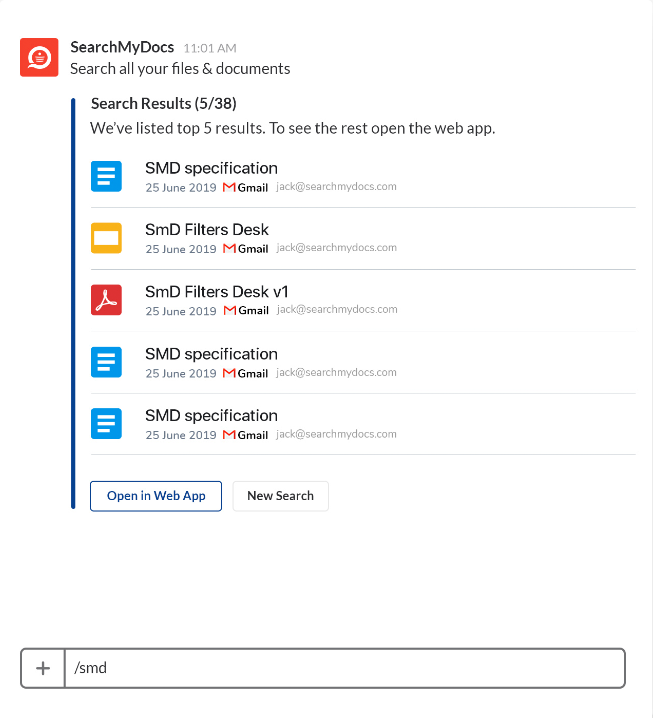 SearchMyDocs 11:01 AM
Search all your files & documents
Search Results (5/38)
We've listed top 5 results. To see the rest open the web app.
SMD specification
25 June 2019 Gmail jack@searchmydocs.com
SmD Filters Desk
25 June 2019 Gmail jack@searchmydocs.com
SmD Filters Desk v1
25 June 2019 Gmail jack@searchmydocs.com
SMD specification
25 June 2019 Gmail jack@searchmydocs.com
SMD specification
25 June 2019 Gmail jack@searchmydocs.com
Open in Web App New Search
+ /smd